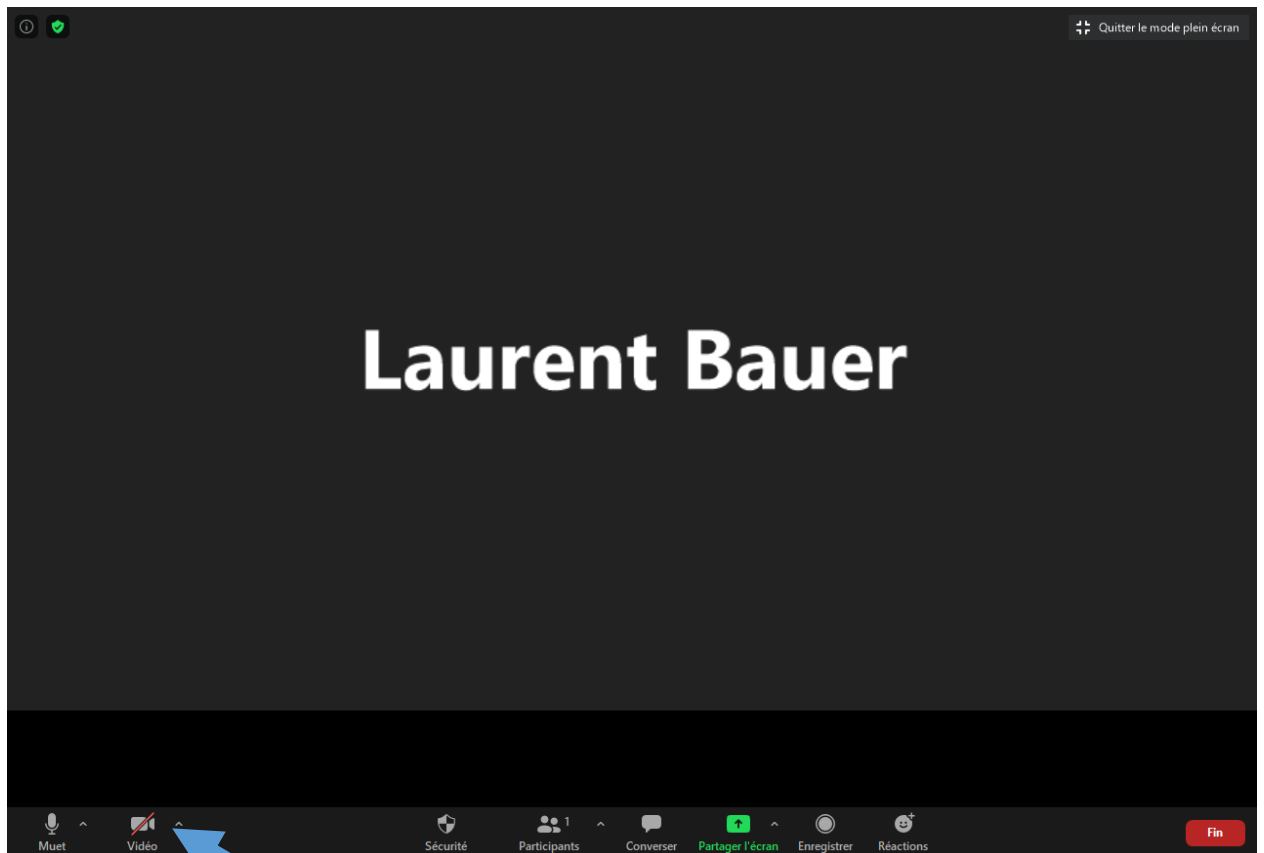 Quitter le mode plein écran
Laurent Bauer
Muet
Vidéo
Sécurité
1
Participants
Converser
Partager l'écran
Enregistrer
Réactions
Fin